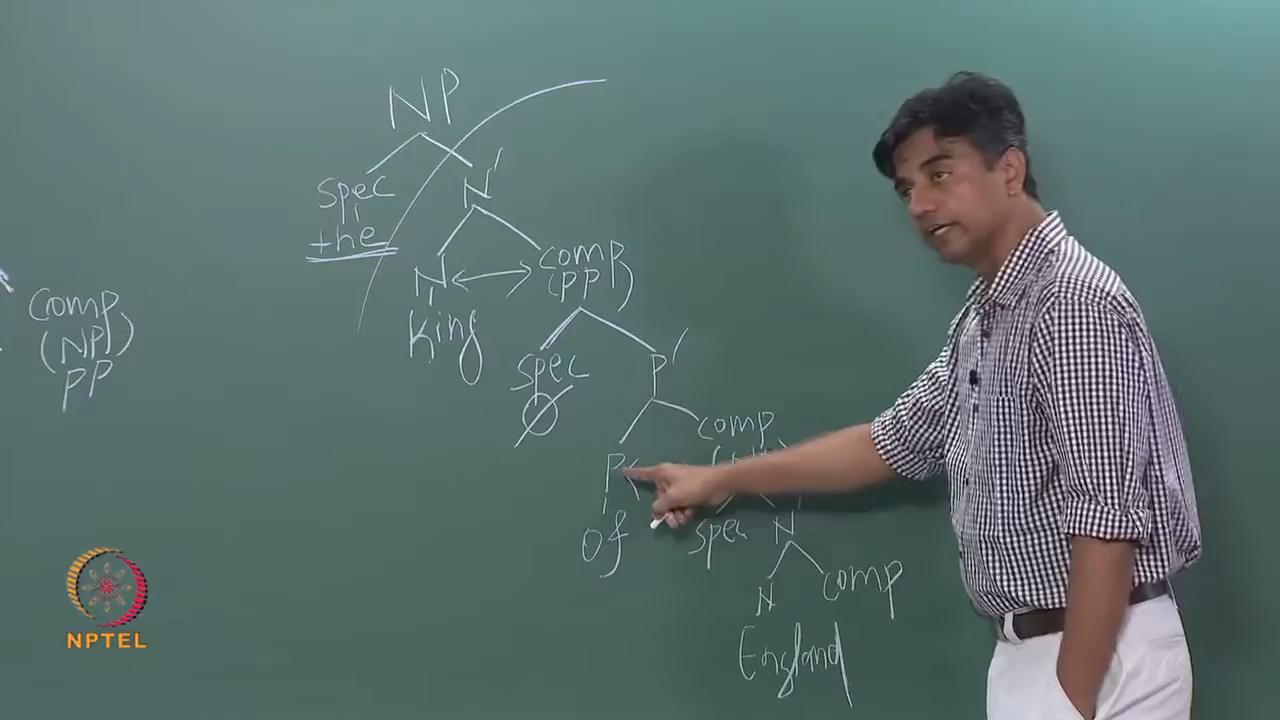 NP
spec N'
the
N comp
(PP)
King
spec P'
Ø
comp
P
of
spec N
N comp
England
comp
(NP)
PP
NPTEL